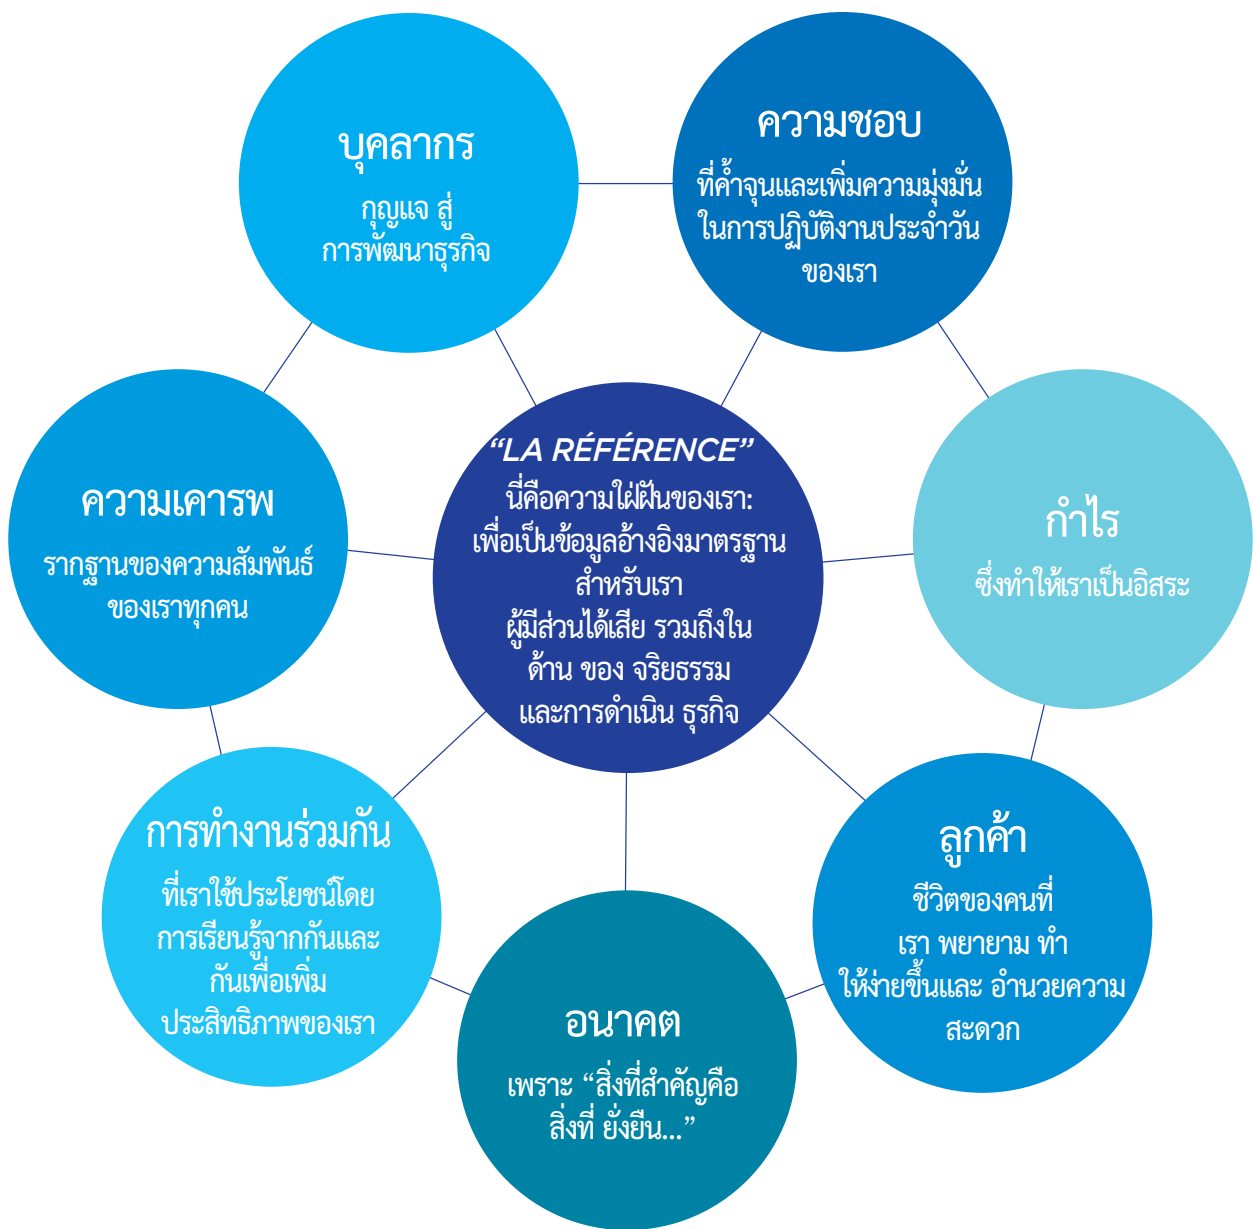 บุคลากร
กุญแจ สู่
การพัฒนาธุรกิจ
ความชอบ
ที่ค้ำจุนและเพิ่มความมุ่งมั่น
ในการปฏิบัติงานประจำวัน
ของเรา
ความเคารพ
รากฐานของความสัมพันธ์
ของเราทุกคน
“LA RÉFÉRENCE”
นี่คือความใฝ่ฝันของเรา:
เพื่อเป็นข้อมูลอ้างอิงมาตรฐาน
สำหรับเรา
ผู้มีส่วนได้เสีย รวมถึงใน
ด้าน ของ จริยธรรม
และการดำเนิน ธุรกิจ
กำไร
ซึ่งทำให้เราเป็นอิสระ
การทำงานร่วมกัน
ที่เราใช้ประโยชน์โดย
การเรียนรู้จากกันและ
กันเพื่อเพิ่ม
ประสิทธิภาพของเรา
ลูกค้า
ชีวิตของคนที่
เรา พยายาม ทำ
ให้ง่ายขึ้นและ อำนวยความ
สะดวก
อนาคต
เพราะ “สิ่งที่สำคัญคือ
สิ่งที่ ยั่งยืน...”